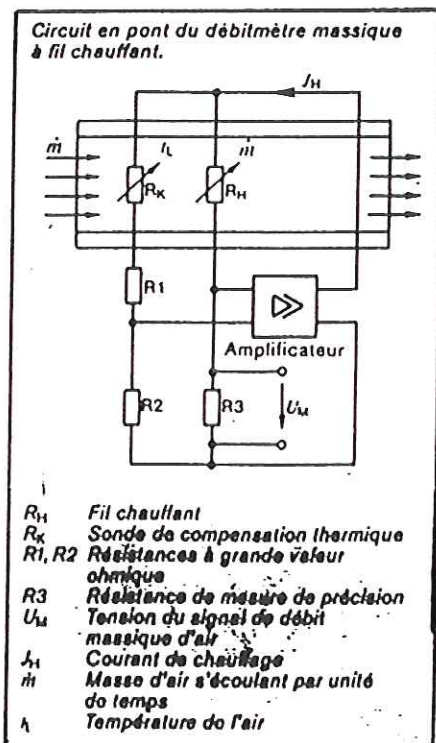 Circuit en pont du débitmètre massique
à fil chauffant.
J_H
ṁ
t_L
ṁ
R_K
R_H
R1
Amplificateur
R2
R3
U_M
R_H Fil chauffant
R_K Sonde de compensation thermique
R1, R2 Résistances à grande valeur
ohmique
R3 Résistance de mesure de précision
U_M Tension du signal de débit
massique d'air
J_H Courant de chauffage
ṁ Masse d'air s'écoulant par unité
de temps
Température de l'air